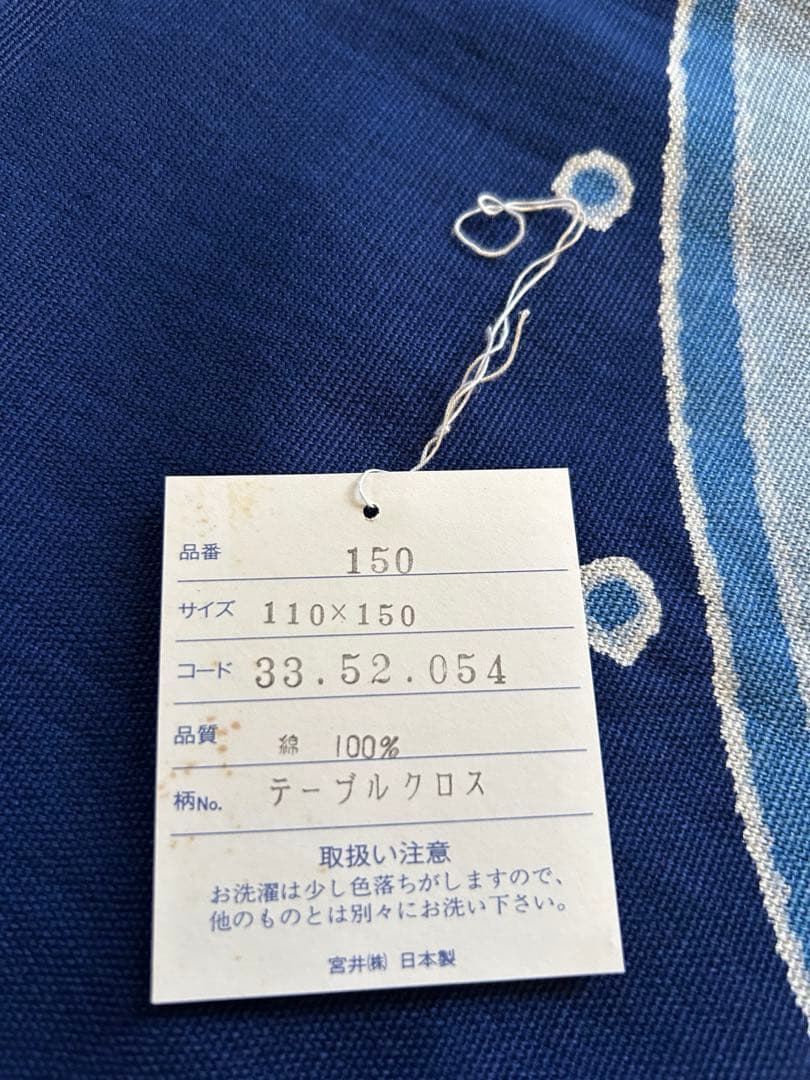 品番 150
サイズ 110×150
コード 33.52.054
品質 綿 100%
柄No. テーブルクロス
取扱い注意
お洗濯は少し色落ちがしますので、
他のものとは別々にお洗い下さい。
宮井㈱ 日本製